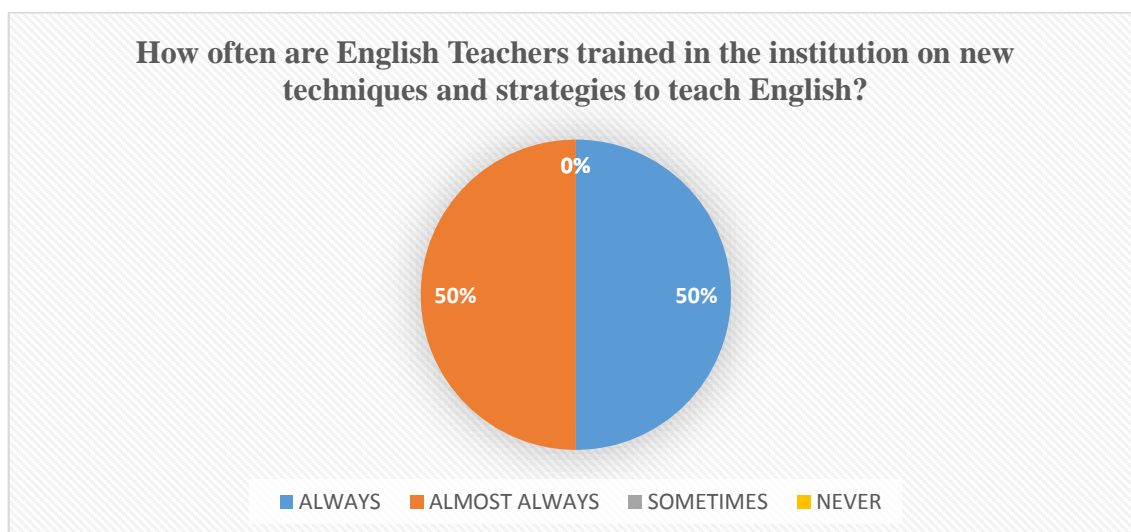 How often are English Teachers trained in the institution on new
techniques and strategies to teach English?
0%
50%
50%
ALWAYS ALMOST ALWAYS SOMETIMES NEVER